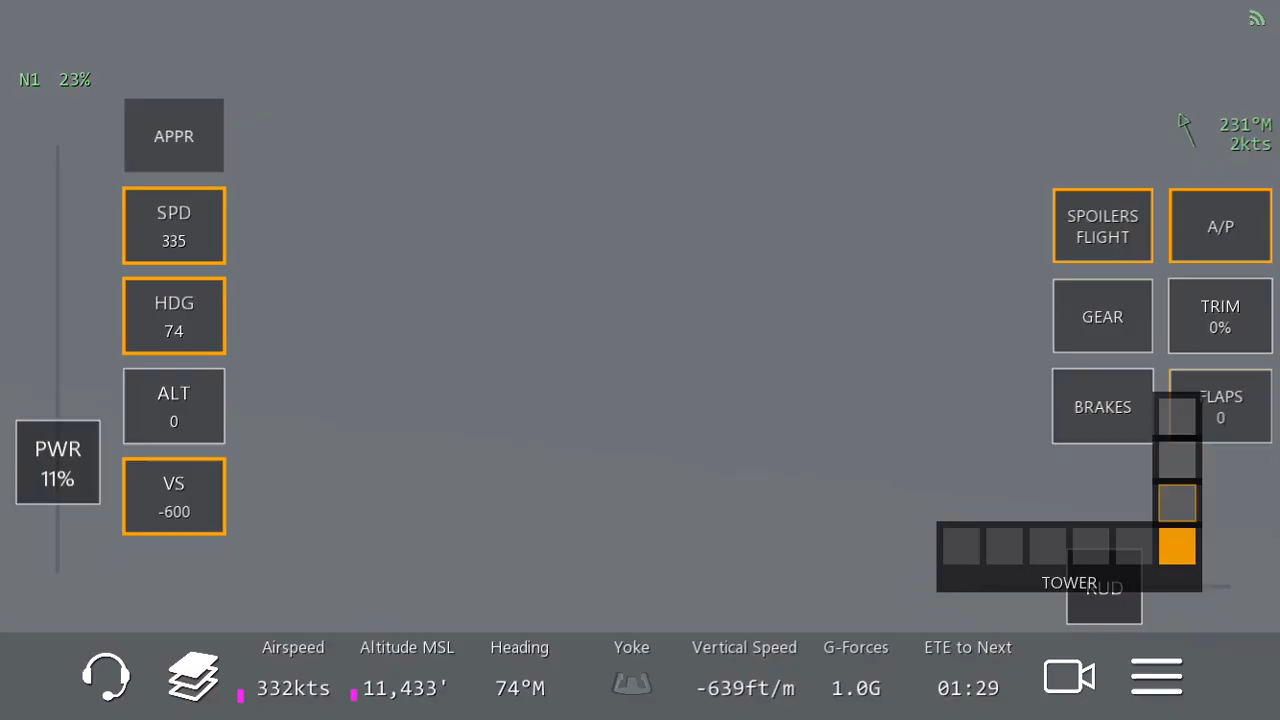 N1 23%
APPR
231°M
2kts
SPD
335
SPOILERS
FLIGHT
A/P
HDG
74
GEAR
TRIM
0%
ALT
0
BRAKES
FLAPS
0
PWR
11%
VS
-600
TOWER
RUD
Airspeed
332kts
Altitude MSL
11,433'
Heading
74°M
Yoke
Vertical Speed
-639ft/m
G-Forces
1.0G
ETE to Next
01:29